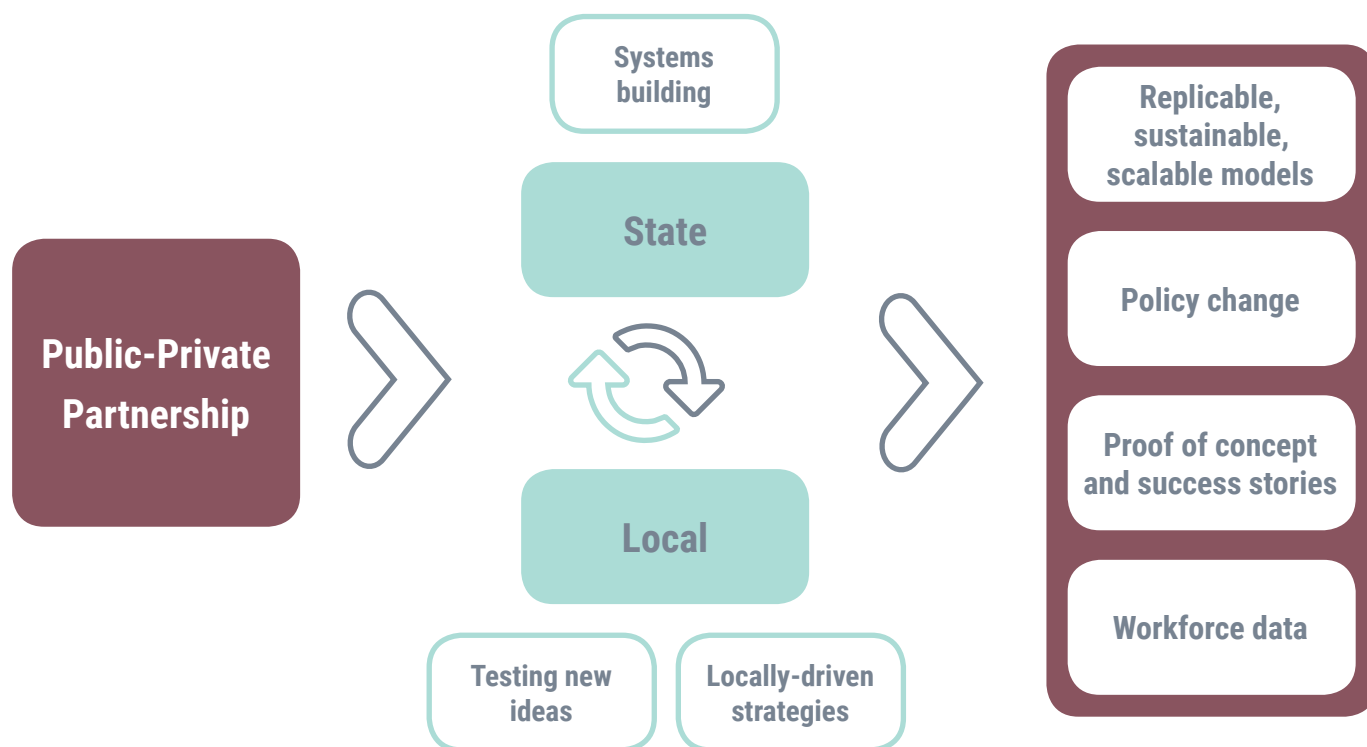 Public-Private
Partnership
Systems
building
State
Local
Testing new
ideas
Locally-driven
strategies
Replicable,
sustainable,
scalable models
Policy change
Proof of concept
and success stories
Workforce data